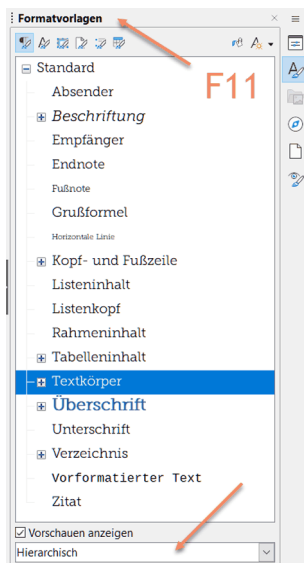 Formatvorlagen
F11
Standard
Absender
Beschriftung
Empfänger
Endnote
Fußnote
Grußformel
Horizontale Linie
Kopf- und Fußzeile
Listeninhalt
Listenkopf
Rahmeninhalt
Tabelleninhalt
Textkörper
Überschrift
Unterschrift
Verzeichnis
Vorformatierter Text
Zitat
Vorschauen anzeigen
Hierarchisch